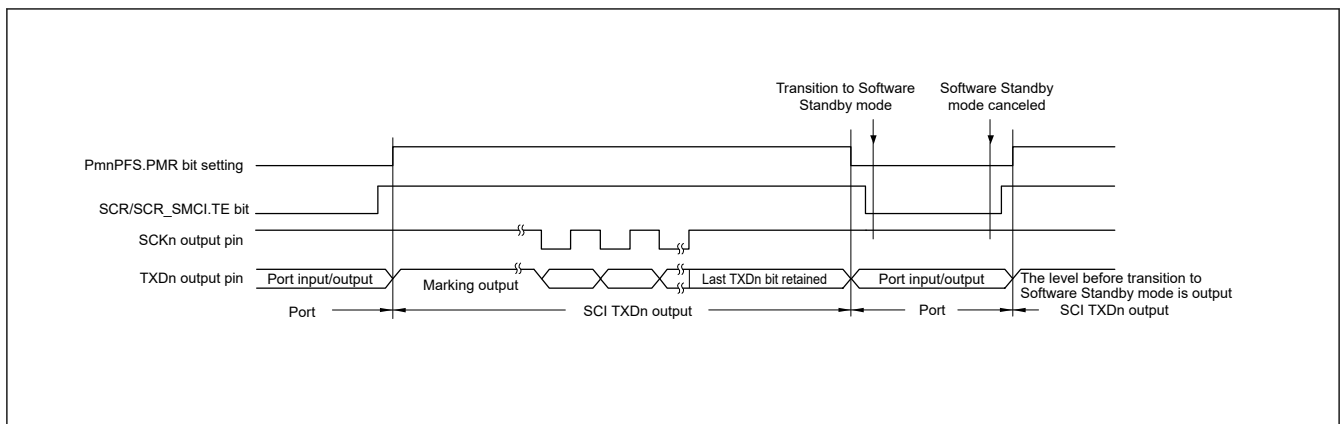 Transition to Software
Standby mode
Software Standby
mode canceled
PmnPFS.PMR bit setting
SCR/SCR_SMCI.TE bit
SCKn output pin
TXDn output pin
Port input/output
Marking output
Last TXDn bit retained
Port input/output
The level before transition to
Software Standby mode is output
Port
SCI TXDn output
Port
SCI TXDn output